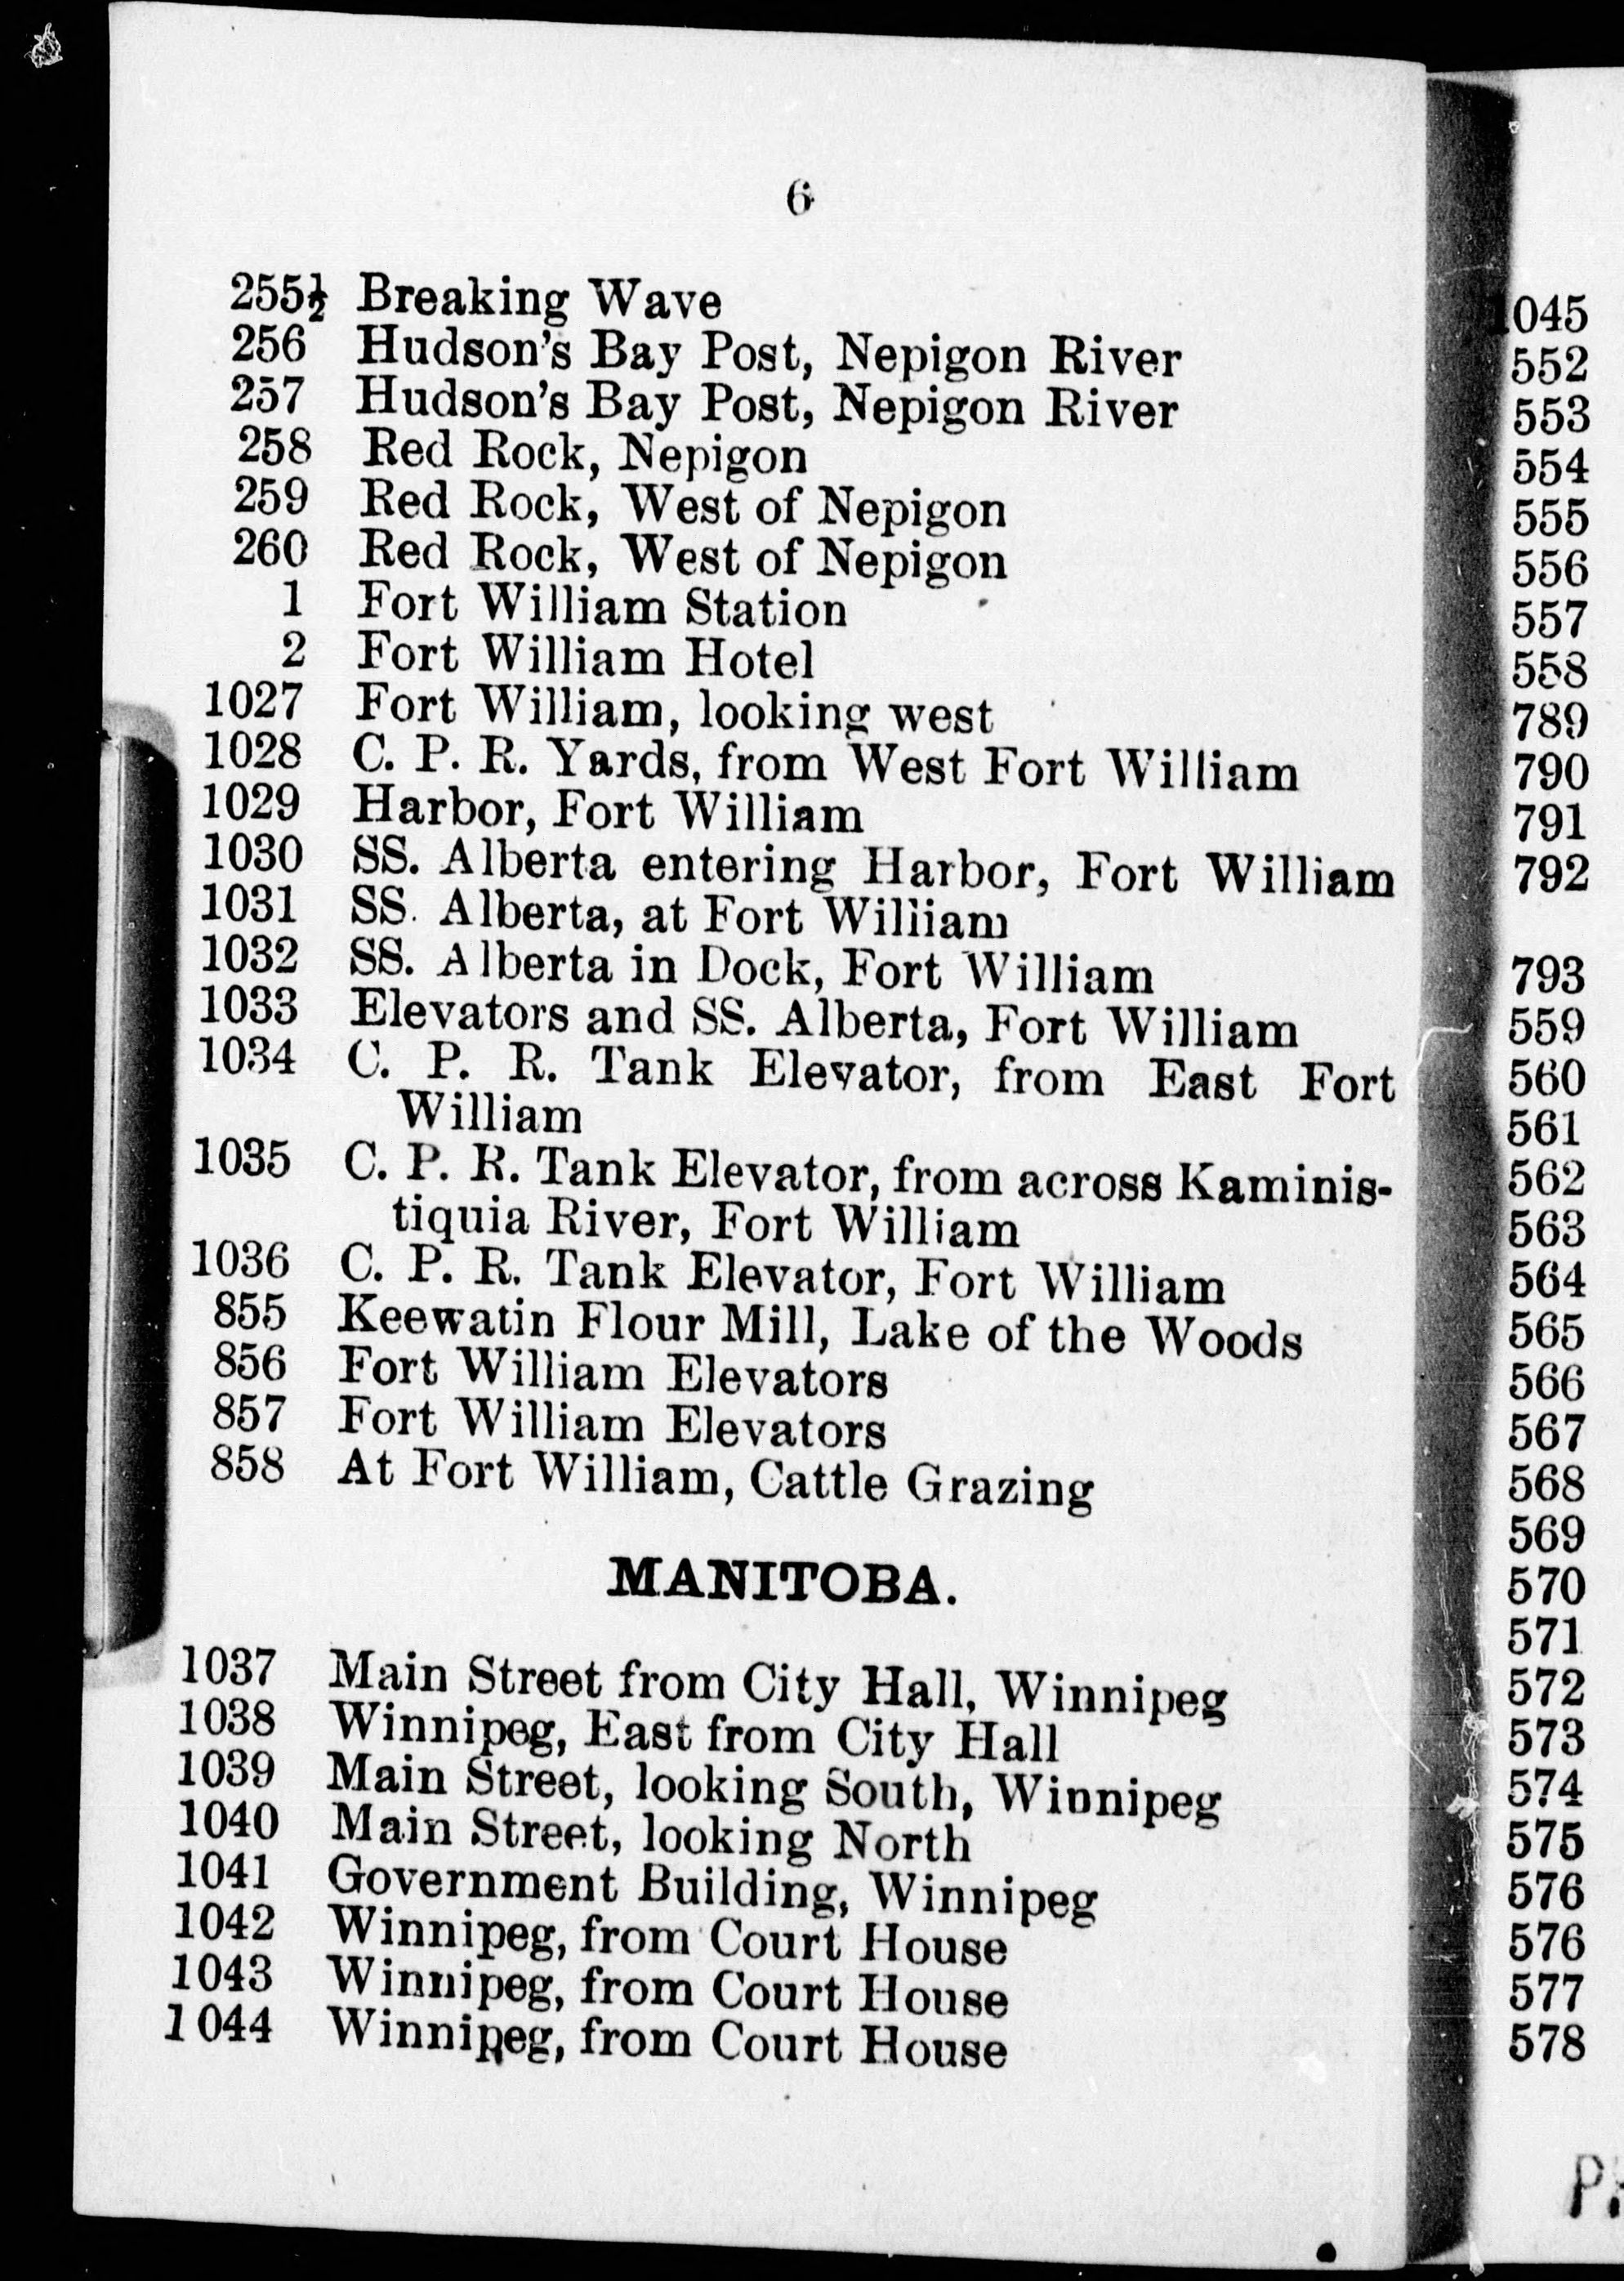 6
255½ Breaking Wave
256 Hudson's Bay Post, Nepigon River
257 Hudson's Bay Post, Nepigon River
258 Red Rock, Nepigon
259 Red Rock, West of Nepigon
260 Red Rock, West of Nepigon
1 Fort William Station
2 Fort William Hotel
1027 Fort William, looking west
1028 C. P. R. Yards, from West Fort William
1029 Harbor, Fort William
1030 SS. Alberta entering Harbor, Fort William
1031 SS. Alberta, at Fort William
1032 SS. Alberta in Dock, Fort William
1033 Elevators and SS. Alberta, Fort William
1034 C. P. R. Tank Elevator, from East Fort
William
1035 C. P. R. Tank Elevator, from across Kaminis-
tiquia River, Fort William
1036 C. P. R. Tank Elevator, Fort William
855 Keewatin Flour Mill, Lake of the Woods
856 Fort William Elevators
857 Fort William Elevators
858 At Fort William, Cattle Grazing
MANITOBA.
1037 Main Street from City Hall, Winnipeg
1038 Winnipeg, East from City Hall
1039 Main Street, looking South, Winnipeg
1040 Main Street, looking North
1041 Government Building, Winnipeg
1042 Winnipeg, from Court House
1043 Winnipeg, from Court House
1044 Winnipeg, from Court House
1045
552
553
554
555
556
557
558
789
790
791
792
793
559
560
561
562
563
564
565
566
567
568
569
570
571
572
573
574
575
576
576
577
578